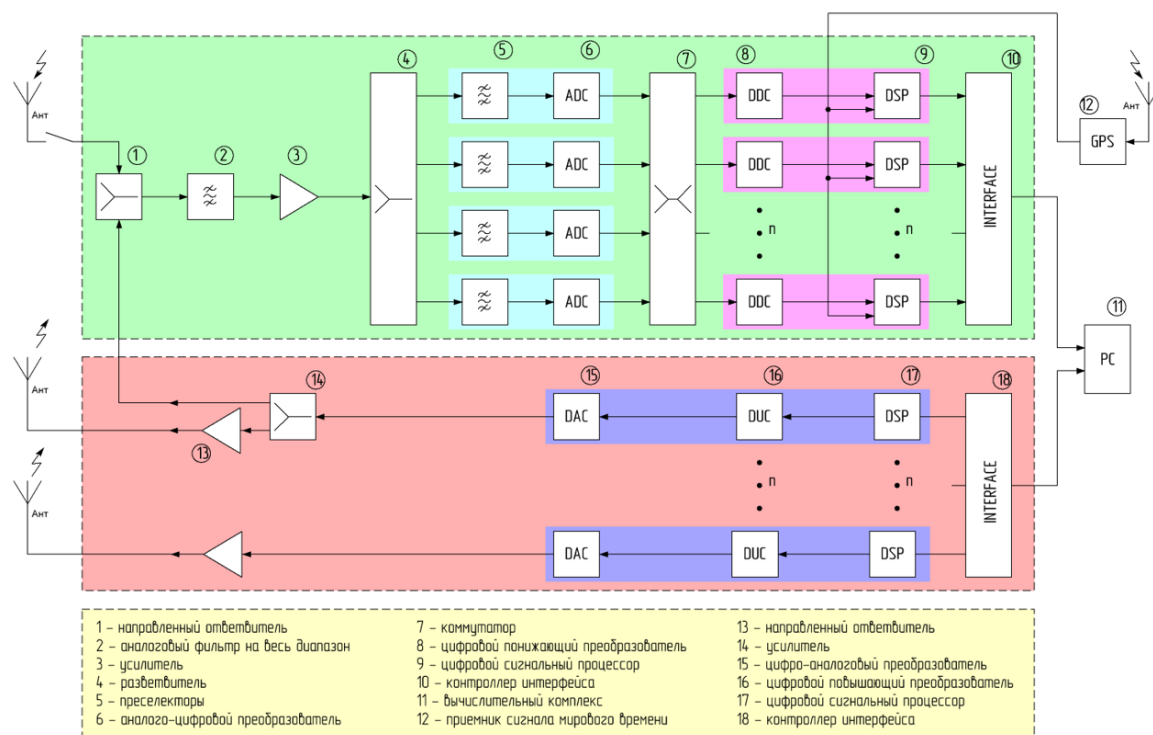 5 6 8 9
4 7 10
Ант
ADC DDC DSP
12
Ант
GPS
1 2 3
ADC DDC DSP
INTERFACE
ADC n n
ADC DDC DSP
11
PC
Ант
14 15 16 17 18
DAC DUC DSP
13
n n
INTERFACE
Ант
DAC DUC DSP
1 – направленный ответвитель
2 – аналоговый фильтр на весь диапазон
3 – усилитель
4 – разветвитель
5 – преселекторы
6 – аналого-цифровой преобразователь
7 – коммутатор
8 – цифровой понижающий преобразователь
9 – цифровой сигнальный процессор
10 – контроллер интерфейса
11 – вычислительный комплекс
12 – приемник сигнала мирового времени
13 – направленный ответвитель
14 – усилитель
15 – цифро-аналоговый преобразователь
16 – цифровой повышающий преобразователь
17 – цифровой сигнальный процессор
18 – контроллер интерфейса